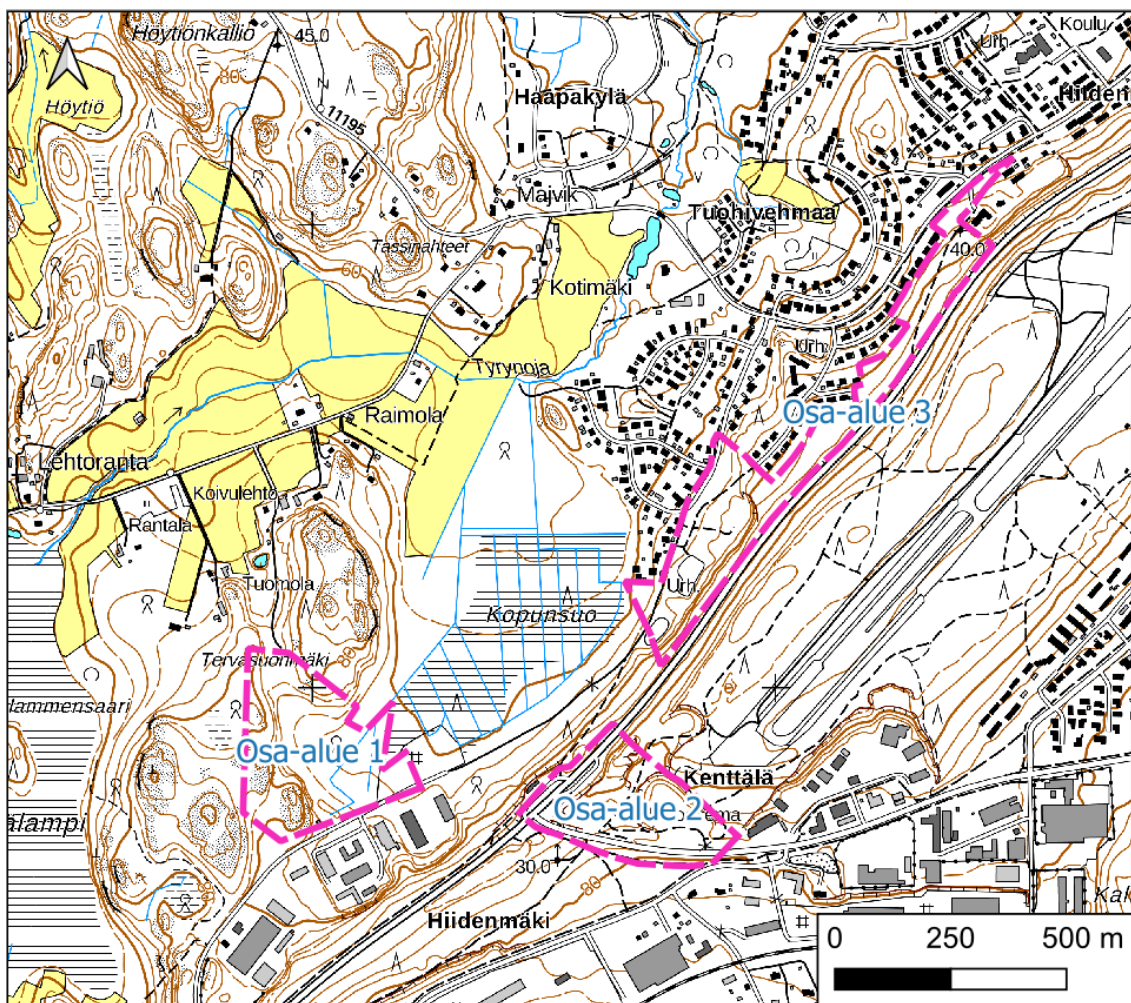 Höytiönkallio
45.0
Koulu
Urh.
80
Höytiö
Haapakylä
11195
Majvik
Tuohivehmaa
Tassinahteet
40.0
60
Kotimäki
Tyrynoja
Urh.
Raimola
Osa-alue 3
Lehtoranta
Koivulehto
Rantala
Tuomola
Urh.
Kopunsuo
Tervasuonmäki
80
Osa-alue 1
Kenttälä
Osa-alue 2
30.0
80
Hiidenmäki
0 250 500 m